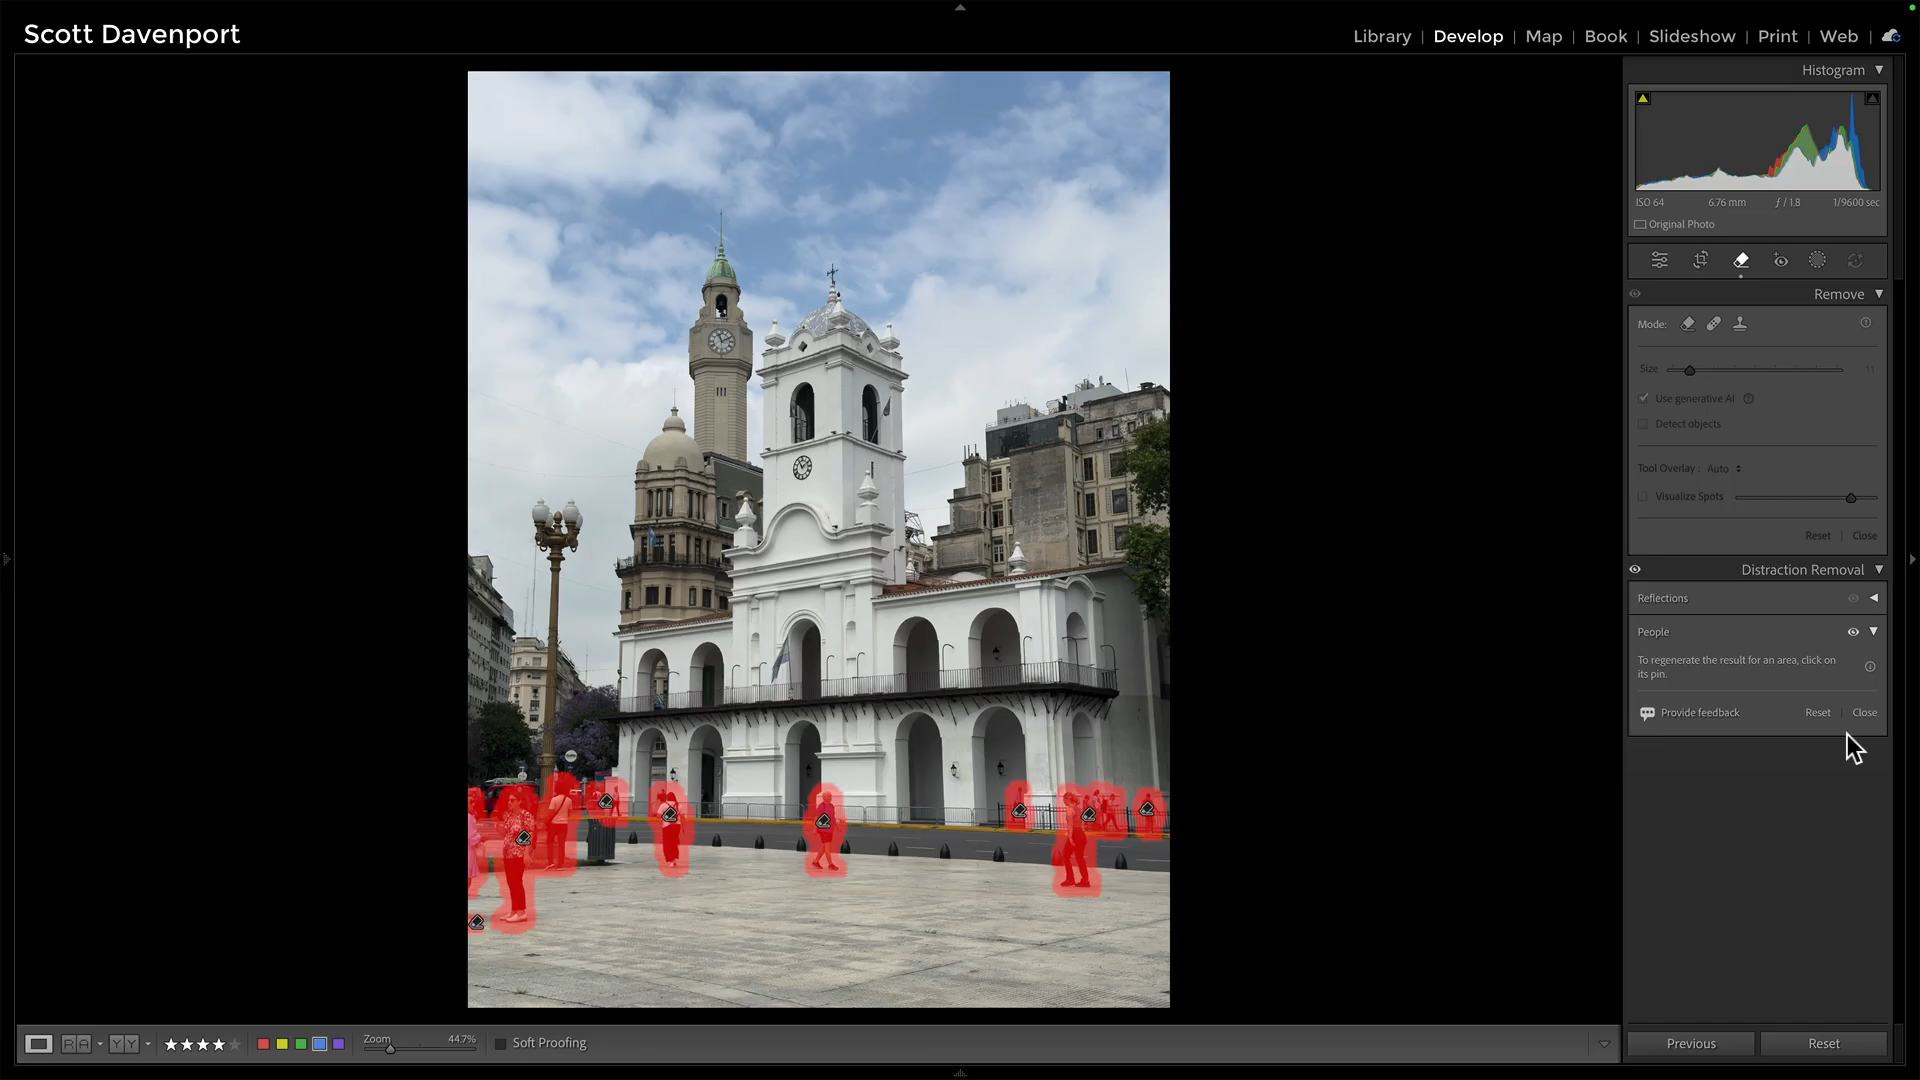 Scott Davenport
Library | Develop | Map | Book | Slideshow | Print | Web |
Histogram
ISO 64 6.76 mm ƒ / 1.8 1/9600 sec
Original Photo
Remove
Mode:
Size 11
Use generative AI
Detect objects
Tool Overlay : Auto
Visualize Spots
Reset | Close
Distraction Removal
Reflections
People
To regenerate the result for an area, click on
its pin.
Provide feedback Reset | Close
R A Y Y Zoom 44.7% Soft Proofing
Previous Reset